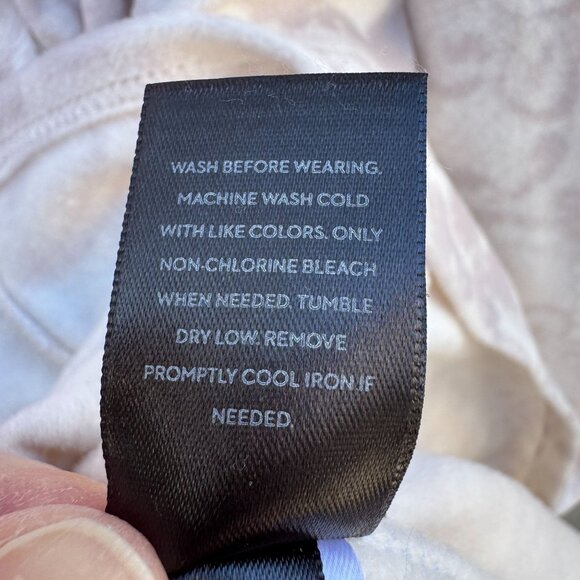 WASH BEFORE WEARING.
MACHINE WASH COLD
WITH LIKE COLORS. ONLY
NON-CHLORINE BLEACH
WHEN NEEDED. TUMBLE
DRY LOW. REMOVE
PROMPTLY COOL IRON.IF
NEEDED.